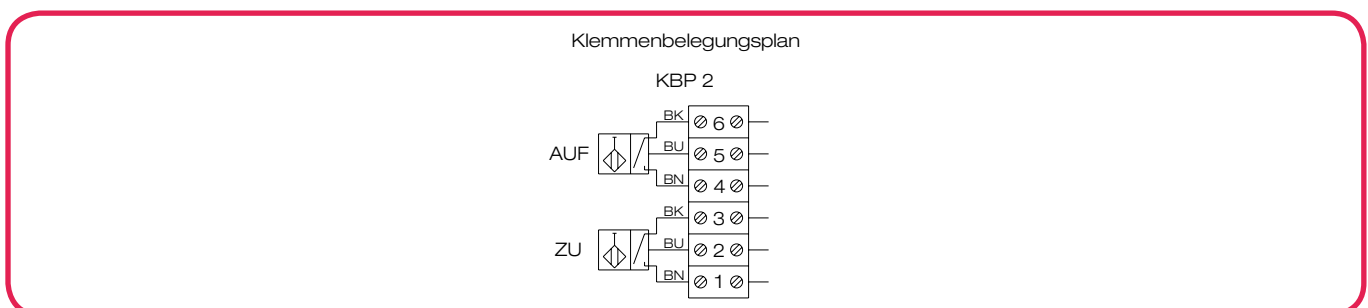 Klemmenbelegungsplan
KBP 2
BK 6
AUF BU 5
BN 4
BK 3
ZU BU 2
BN 1